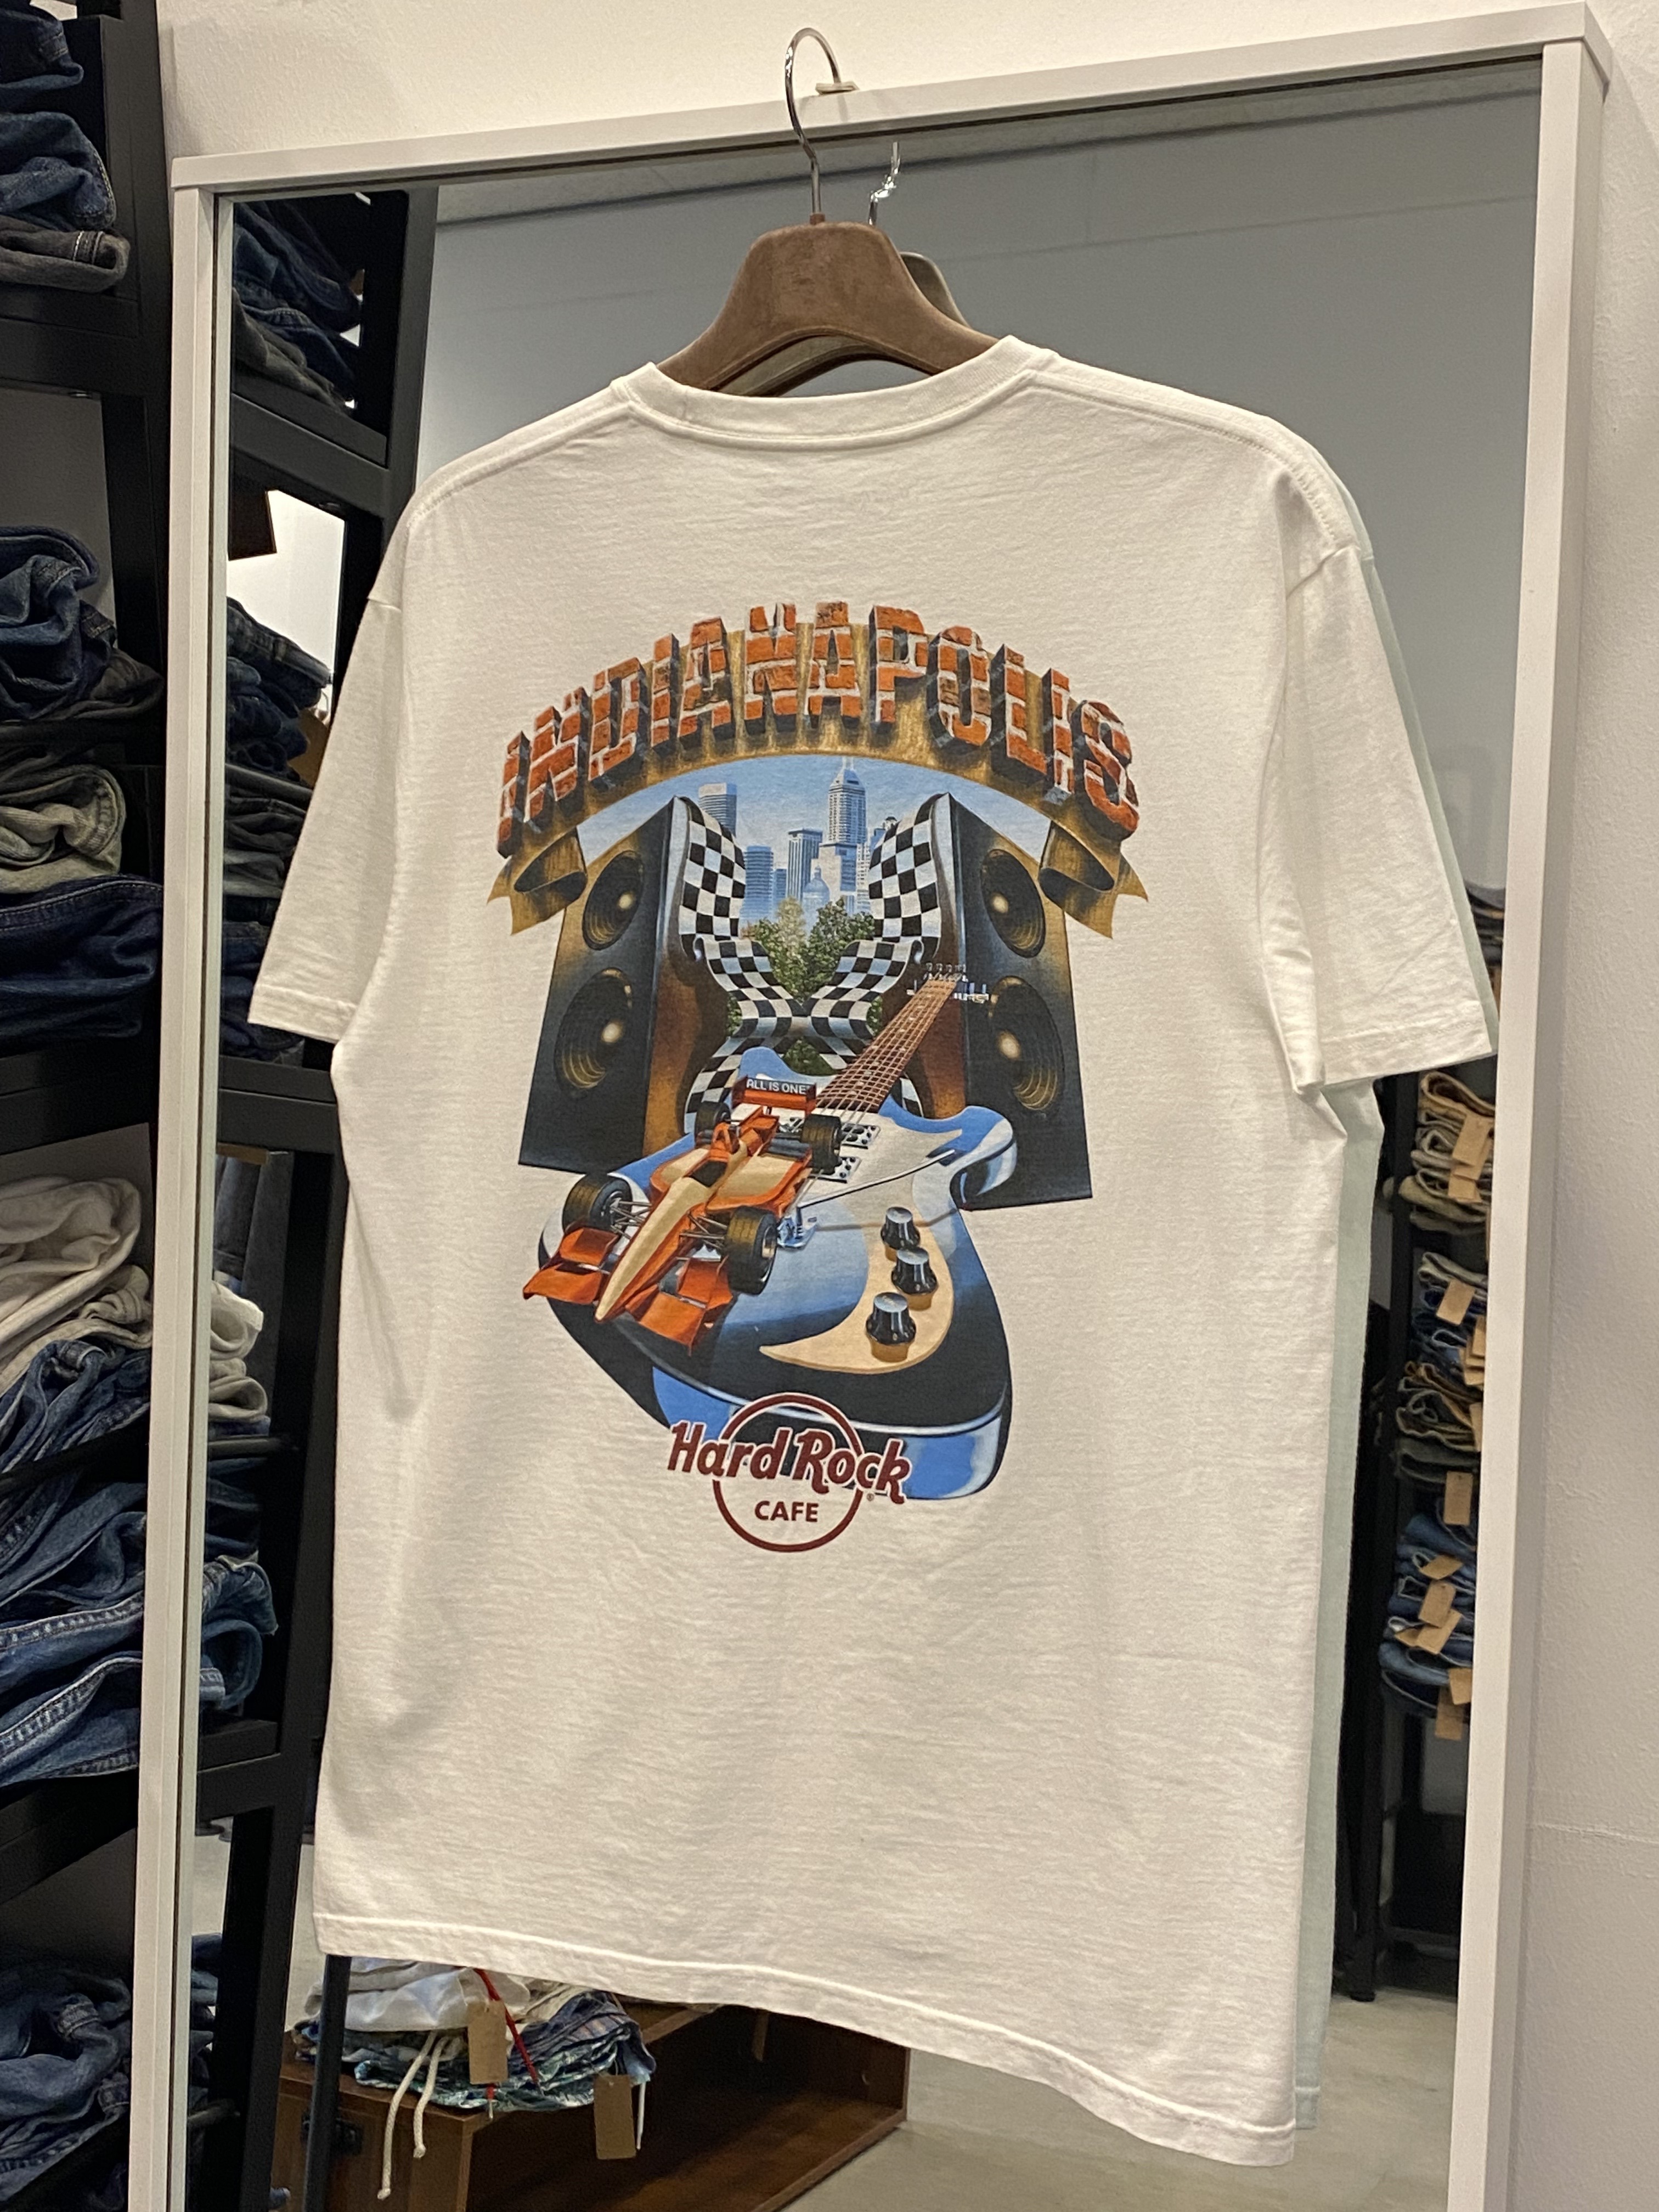 INDIANAPOLIS
ALL IS ONE
Hard Rock
CAFE